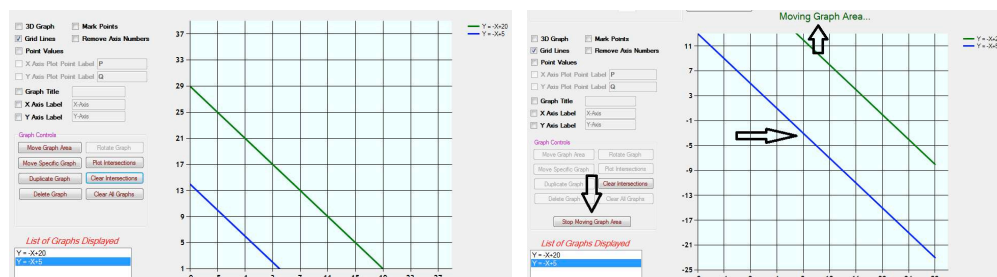 3D Graph Mark Points
Grid Lines Remove Axis Numbers
Point Values
X Axis Plot Point Label P
Y Axis Plot Point Label Q
Graph Title
X Axis Label X-Axis
Y Axis Label Y-Axis
Graph Controls
Move Graph Area Rotate Graph
Move Specific Graph Plot Intersections
Duplicate Graph Clear Intersections
Delete Graph Clear All Graphs
List of Graphs Displayed
Y = -X+20
Y = -X+5
37
33
29
25
21
17
13
9
5
1
Y = -X+20
Y = -X+5
Moving Graph Area...
3D Graph Mark Points
Grid Lines Remove Axis Numbers
Point Values
X Axis Plot Point Label P
Y Axis Plot Point Label Q
Graph Title
X Axis Label X-Axis
Y Axis Label Y-Axis
Graph Controls
Move Graph Area Rotate Graph
Move Specific Graph Plot Intersections
Duplicate Graph Clear Intersections
Delete Graph Clear All Graphs
Stop Moving Graph Area
List of Graphs Displayed
Y = -X+20
Y = -X+5
11
7
3
-1
-5
-9
-13
-17
-21
-25
Y = -X+2
Y = -X+5